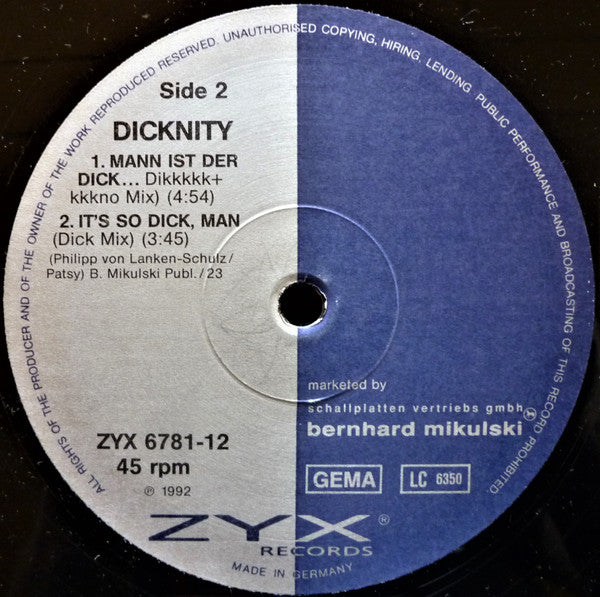 ALL RIGHTS OF THE PRODUCER AND OF THE OWNER OF THE WORK REPRODUCED RESERVED. UNAUTHORISED COPYING, HIRING, LENDING, PUBLIC PERFORMANCE AND BROADCASTING OF THIS RECORD PROHIBITED.
Side 2
DICKNITY
1. MANN IST DER
DICK... Dikkkkk+
kkkno Mix) (4:54)
2. IT'S SO DICK, MAN
(Dick Mix) (3:45)
(Philipp von Lanken-Schulz/
Patsy) B. Mikulski Publ./23
marketed by
schallplatten vertriebs gmbh
bernhard mikulski
ZYX 6781-12
45 rpm
℗ 1992
GEMA
LC 6350
ZYX®
RECORDS
MADE IN GERMANY